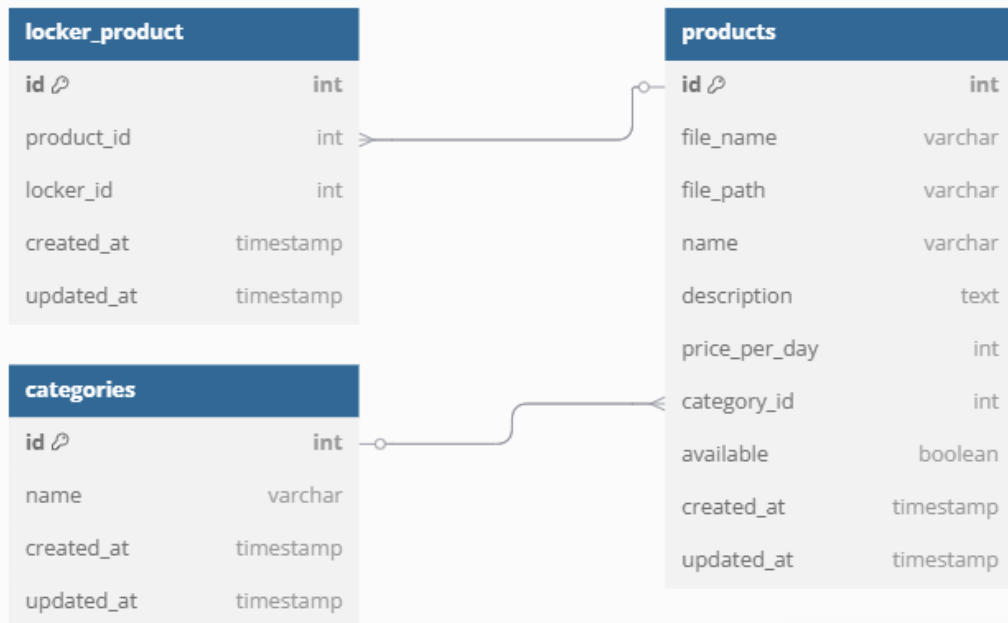 locker_product
id int
product_id int
locker_id int
created_at timestamp
updated_at timestamp
categories
id int
name varchar
created_at timestamp
updated_at timestamp
products
id int
file_name varchar
file_path varchar
name varchar
description text
price_per_day int
category_id int
available boolean
created_at timestamp
updated_at timestamp